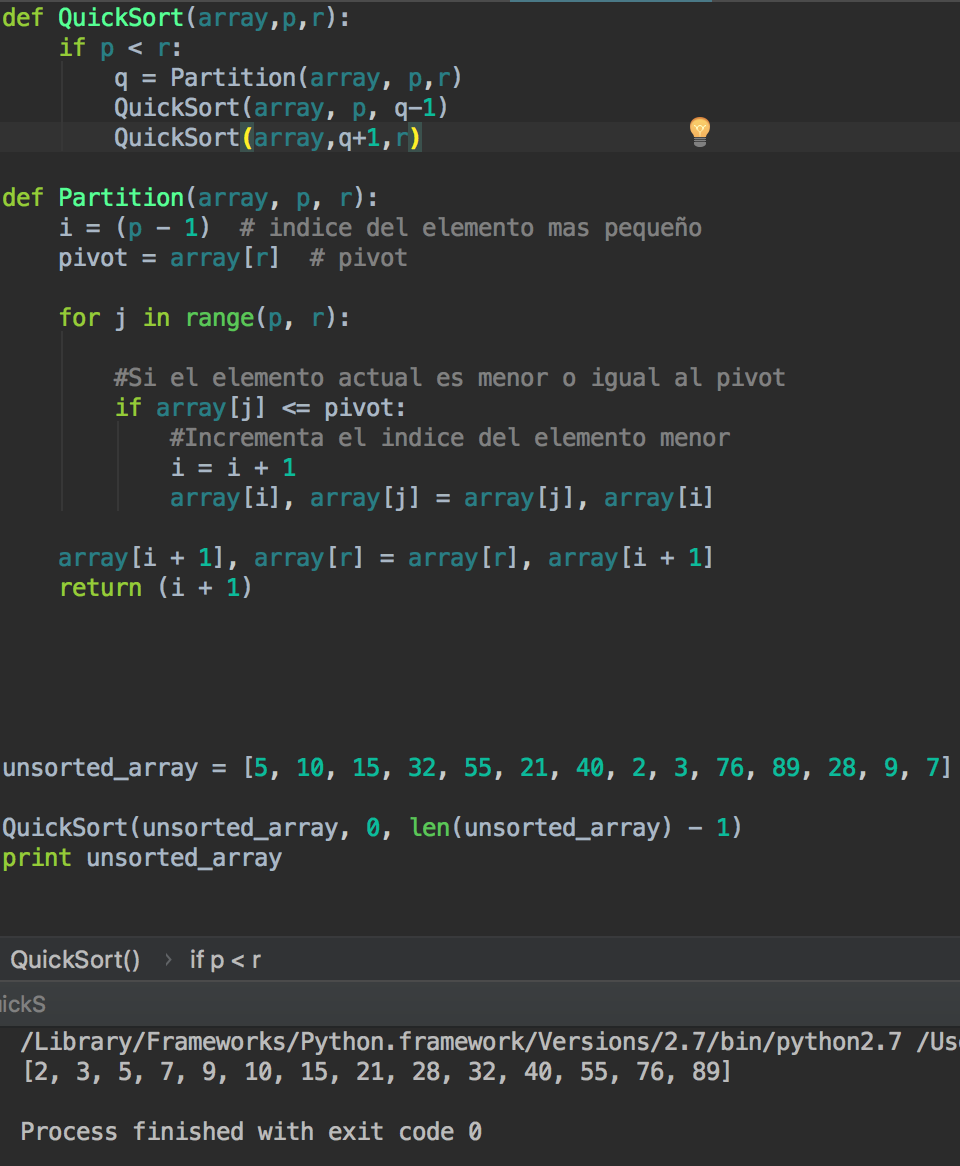 def QuickSort(array,p,r):
    if p < r:
        q = Partition(array, p,r)
        QuickSort(array, p, q-1)
        QuickSort(array,q+1,r)
def Partition(array, p, r):
    i = (p - 1)  # indice del elemento mas pequeño
    pivot = array[r]  # pivot
    for j in range(p, r):
        #Si el elemento actual es menor o igual al pivot
        if array[j] <= pivot:
            #Incrementa el indice del elemento menor
            i = i + 1
            array[i], array[j] = array[j], array[i]
    array[i + 1], array[r] = array[r], array[i + 1]
    return (i + 1)
unsorted_array = [5, 10, 15, 32, 55, 21, 40, 2, 3, 76, 89, 28, 9, 7]
QuickSort(unsorted_array, 0, len(unsorted_array) - 1)
print unsorted_array
QuickSort() › if p < r
ickS
/Library/Frameworks/Python.framework/Versions/2.7/bin/python2.7 /Us
[2, 3, 5, 7, 9, 10, 15, 21, 28, 32, 40, 55, 76, 89]
Process finished with exit code 0